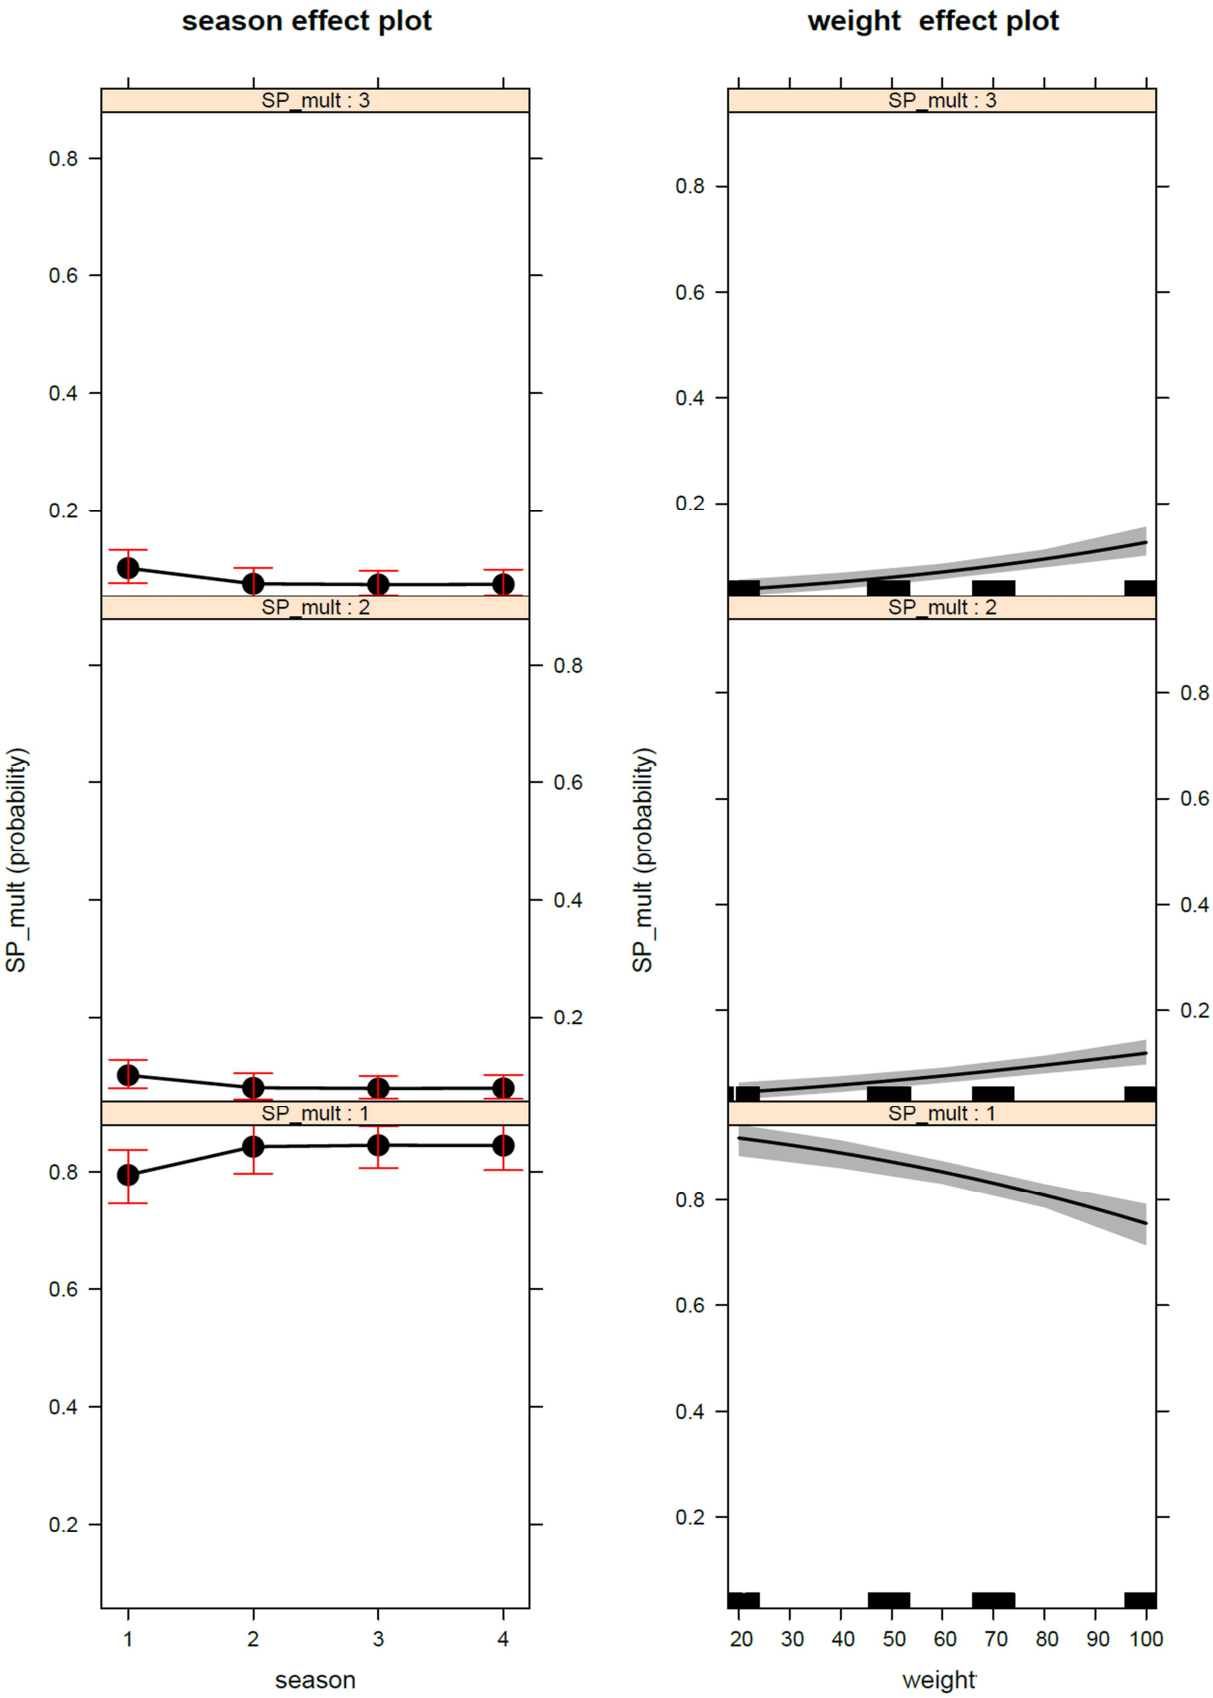 season effect plot
SP_mult : 3
0.8
0.6
0.4
0.2
SP_mult : 2
0.8
0.6
0.4
0.2
SP_mult : 1
0.8
0.6
0.4
0.2
1 2 3 4
season
SP_mult (probability)
weight effect plot
SP_mult : 3
0.8
0.6
0.4
0.2
SP_mult : 2
0.8
0.6
0.4
0.2
SP_mult : 1
0.8
0.6
0.4
0.2
20 30 40 50 60 70 80 90 100
weight
SP_mult (probability)